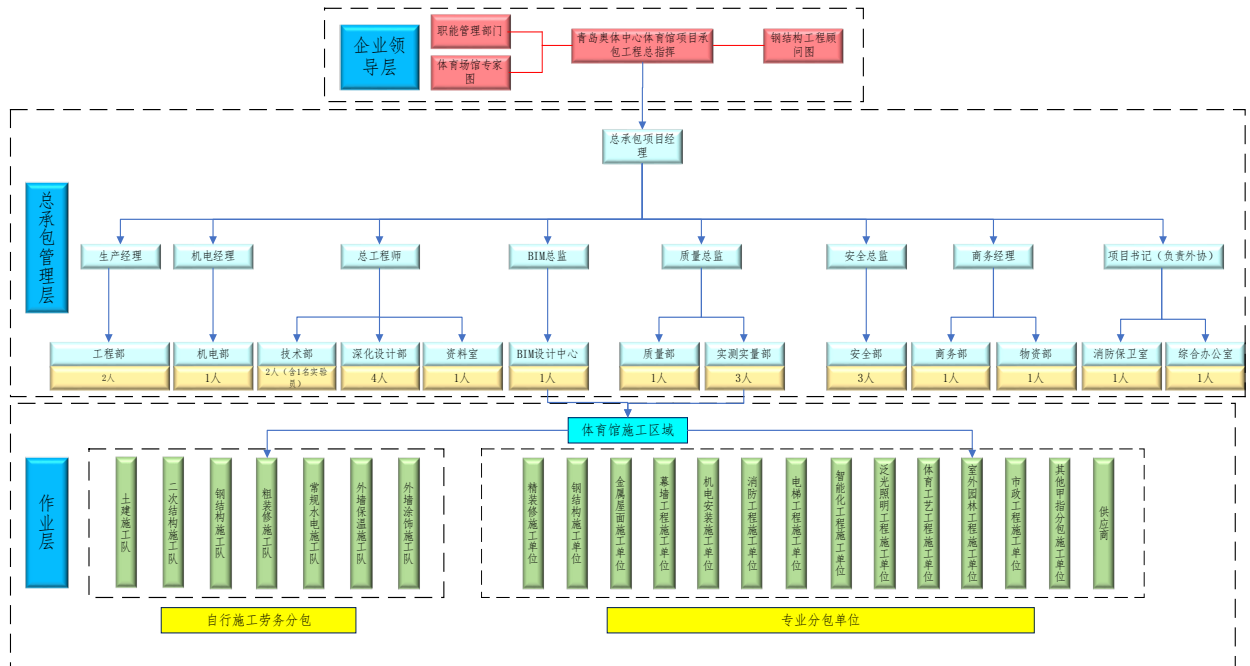 企业领
导层
职能管理部门
体育场馆专家
图
青岛奥体中心体育馆项目承
包工程总指挥
钢结构工程顾
问图
总承包管理层
总承包项目经
理
生产经理
机电经理
总工程师
BIM总监
质量总监
安全总监
商务经理
项目书记（负责外协）
工程部
2人
机电部
1人
技术部
2人（含1名实验
员）
深化设计部
4人
资料室
1人
BIM设计中心
1人
质量部
1人
实测实量部
3人
安全部
3人
商务部
1人
物资部
1人
消防保卫室
1人
综合办公室
1人
作业层
体育馆施工区域
土建施工队
二次结构施工队
钢结构施工队
粗装修施工队
常规水电施工队
外墙保温施工队
外墙涂饰施工队
自行施工劳务分包
精装修施工单位
钢结构施工单位
金属屋面施工单位
幕墙工程施工单位
机电安装施工单位
消防工程施工单位
电梯工程施工单位
智能化工程施工单位
泛光照明工程施工单位
体育工艺工程施工单位
室外园林工程施工单位
市政工程施工单位
其他甲指分包施工单位
供应商
专业分包单位